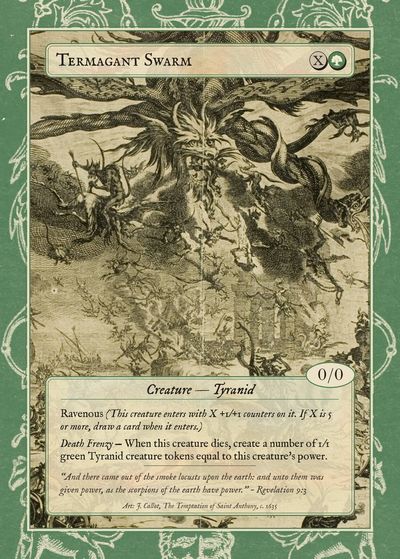 Termagant Swarm X
0/0
Creature — Tyranid
Ravenous (This creature enters with X +1/+1 counters on it. If X is 5
or more, draw a card when it enters.)
Death Frenzy — When this creature dies, create a number of 1/1
green Tyranid creature tokens equal to this creature's power.
"And there came out of the smoke locusts upon the earth: and unto them was
given power, as the scorpions of the earth have power." - Revelation 9:3
Art: J. Callot, The Temptation of Saint Anthony, c. 1635